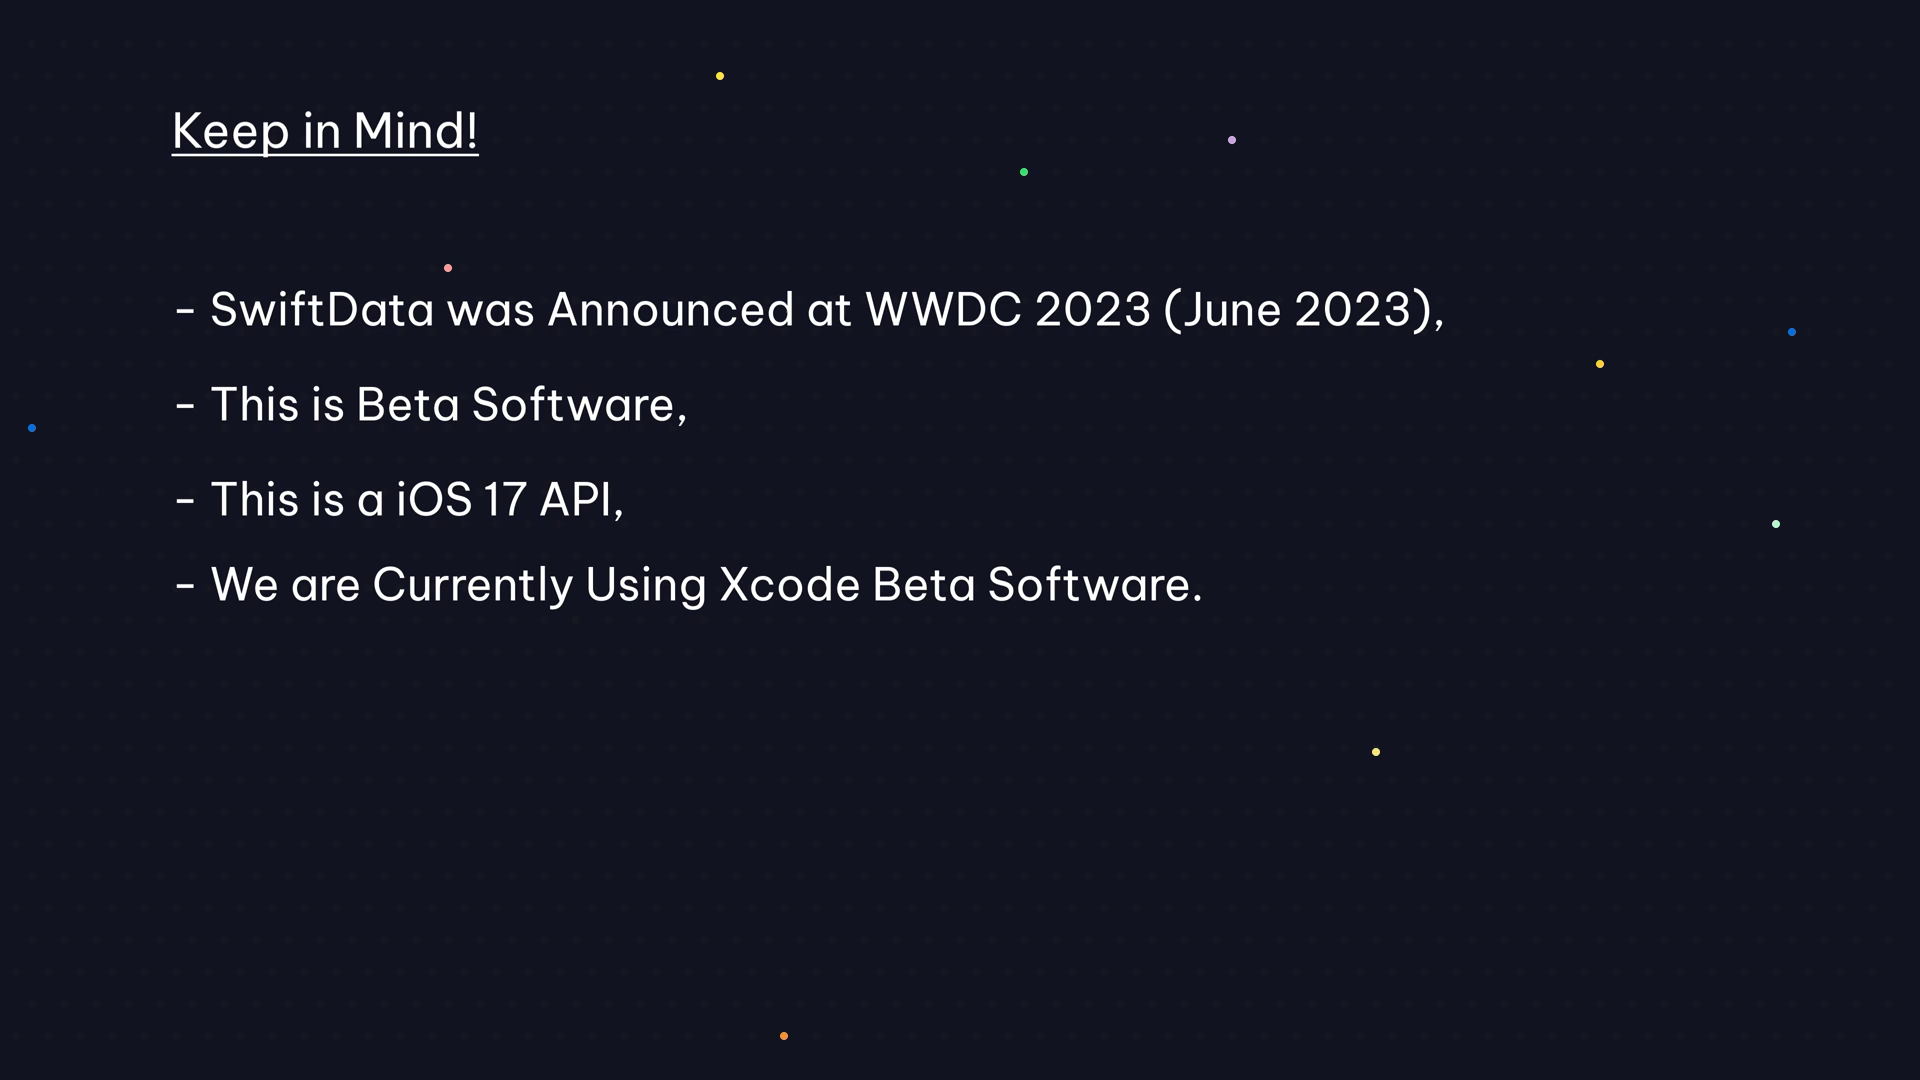 Keep in Mind!
- SwiftData was Announced at WWDC 2023 (June 2023),
- This is Beta Software,
- This is a iOS 17 API,
- We are Currently Using Xcode Beta Software.